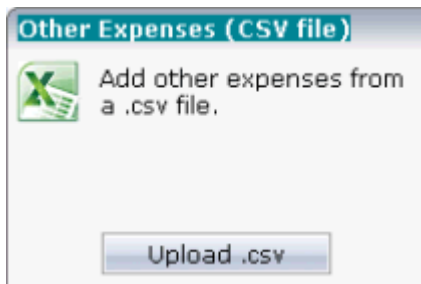 Other Expenses (CSV file)
Add other expenses from
a .csv file.
Upload .csv